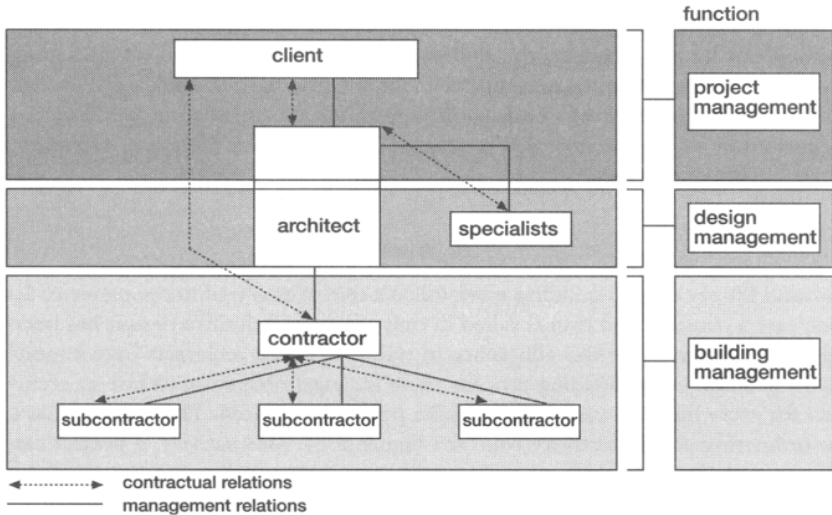 function
client
project
management
architect
specialists
design
management
contractor
building
management
subcontractor
subcontractor
subcontractor
contractual relations
management relations